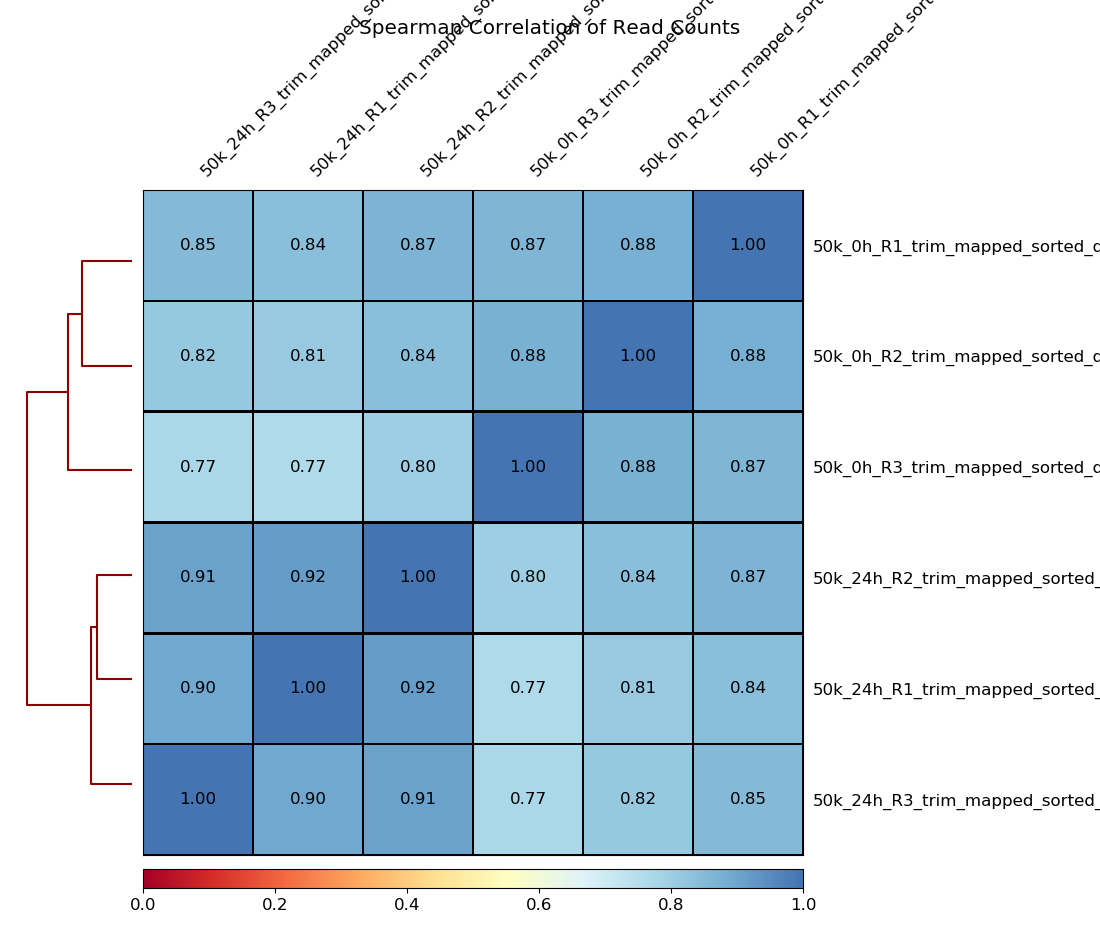 Spearman Correlation of Read Counts
50k_24h_R3_trim_mapped_sor
50k_24h_R1_trim_mapped_sor
50k_24h_R2_trim_mapped_so
50k_0h_R3_trim_mapped_sort
50k_0h_R2_trim_mapped_sort
50k_0h_R1_trim_mapped_sort
0.85 0.84 0.87 0.87 0.88 1.00 50k_0h_R1_trim_mapped_sorted_d
0.82 0.81 0.84 0.88 1.00 0.88 50k_0h_R2_trim_mapped_sorted_d
0.77 0.77 0.80 1.00 0.88 0.87 50k_0h_R3_trim_mapped_sorted_d
0.91 0.92 1.00 0.80 0.84 0.87 50k_24h_R2_trim_mapped_sorted_
0.90 1.00 0.92 0.77 0.81 0.84 50k_24h_R1_trim_mapped_sorted_
1.00 0.90 0.91 0.77 0.82 0.85 50k_24h_R3_trim_mapped_sorted_
0.0 0.2 0.4 0.6 0.8 1.0